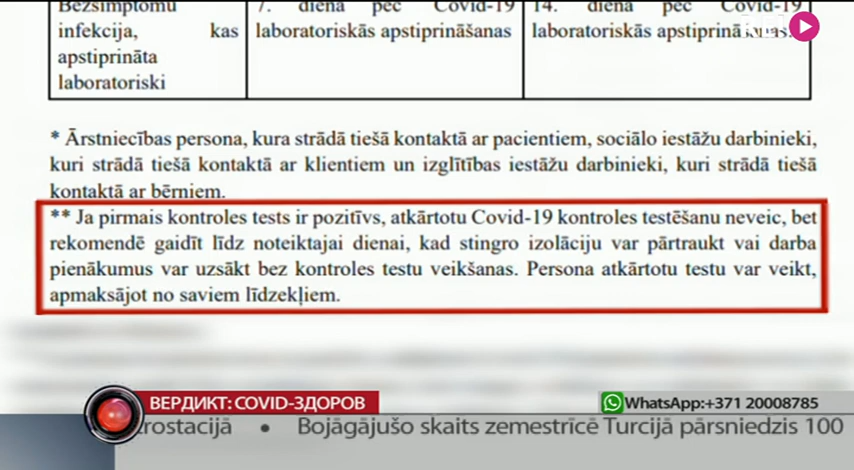 Bezsimptomu 7. diena pēc Covid-19 14. diena pēc Covid-19
infekcija, kas laboratoriskās apstiprināšanas laboratoriskās apstiprināšanas.
apstiprināta
laboratoriski
* Ārstniecības persona, kura strādā tiešā kontaktā ar pacientiem, sociālo iestāžu darbinieki,
kuri strādā tiešā kontaktā ar klientiem un izglītības iestāžu darbinieki, kuri strādā tiešā
kontaktā ar bērniem.
** Ja pirmais kontroles tests ir pozitīvs, atkārtotu Covid-19 kontroles testēšanu neveic, bet
rekomendē gaidīt līdz noteiktajai dienai, kad stingro izolāciju var pārtraukt vai darba
pienākumus var uzsākt bez kontroles testu veikšanas. Persona atkārtotu testu var veikt,
apmaksājot no saviem līdzekļiem.
ВЕРДИКТ: COVID-ЗДОРОВ
WhatsApp:+371 20008785
trostacijā • Bojāgājušo skaits zemestrīcē Turcijā pārsniedzis 100